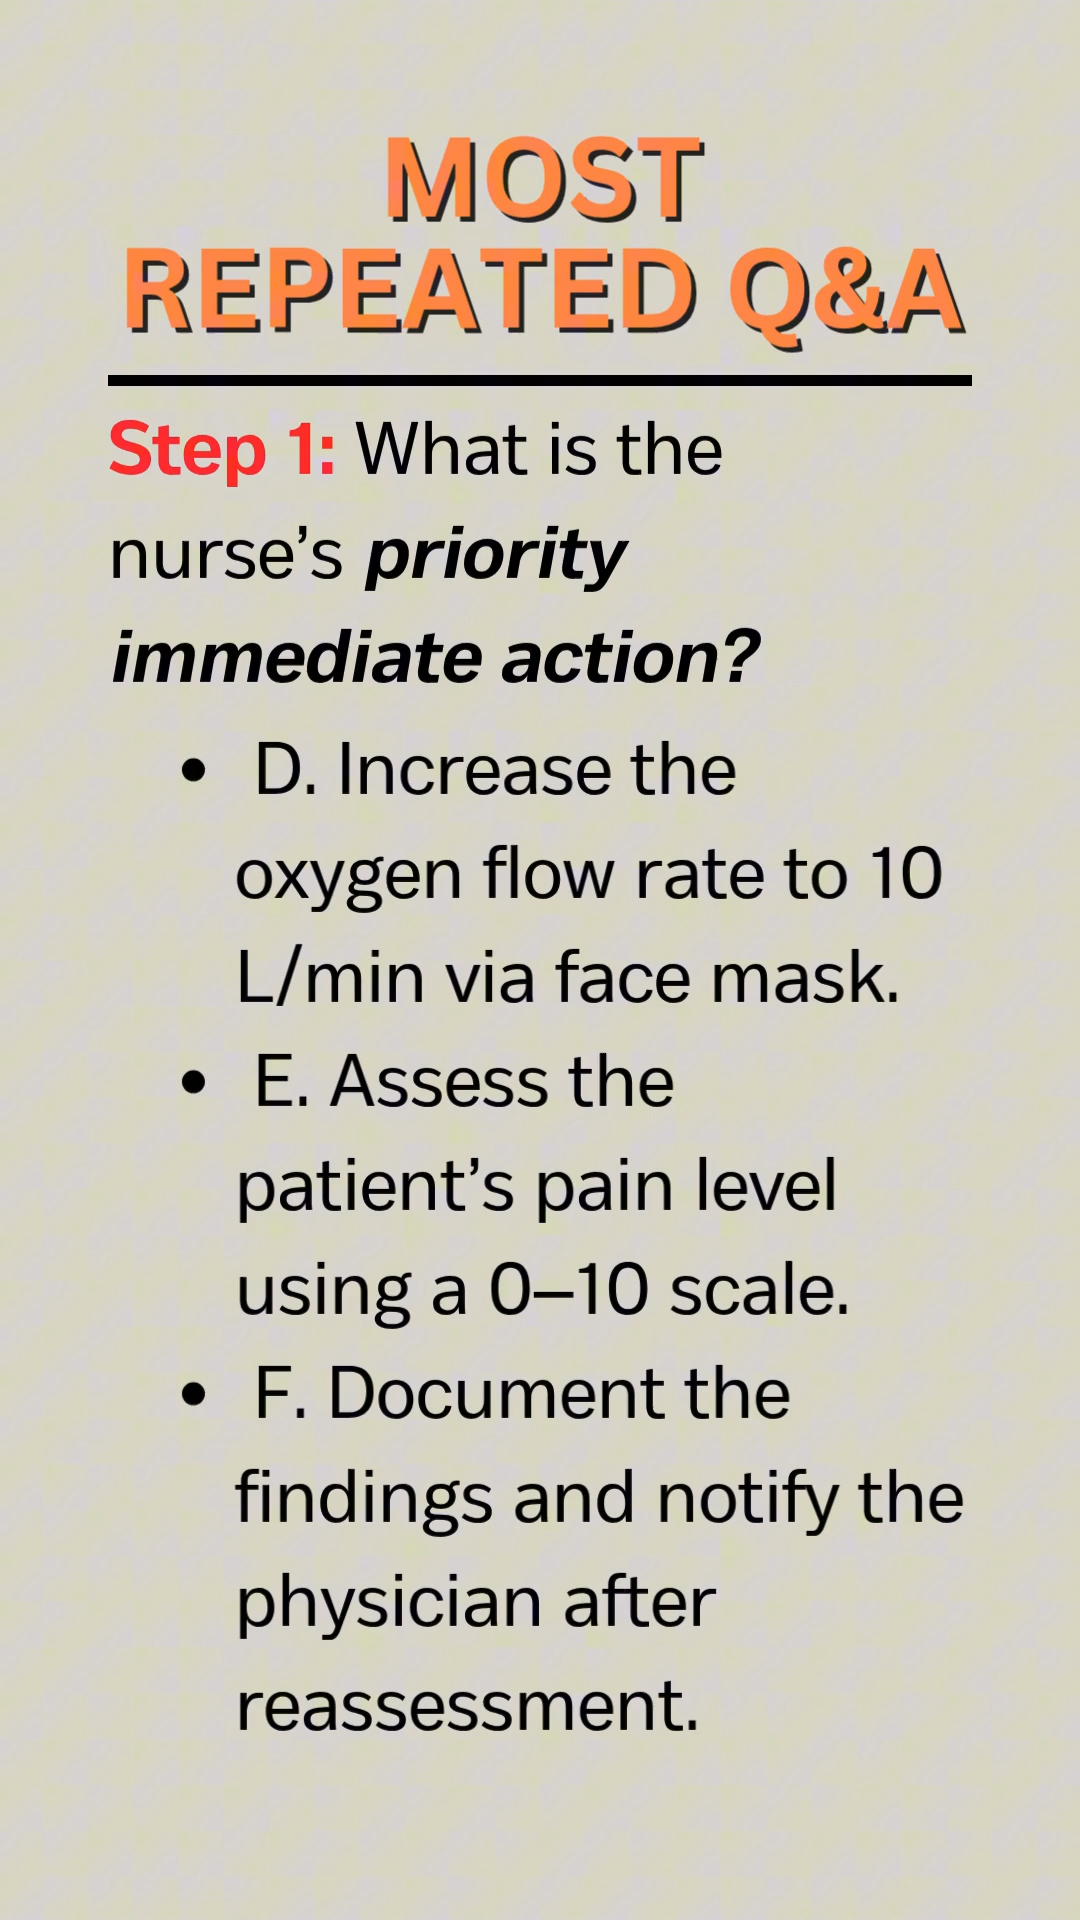 MOST
REPEATED Q&A
Step 1: What is the
nurse’s priority
immediate action?
• D. Increase the
oxygen flow rate to 10
L/min via face mask.
• E. Assess the
patient’s pain level
using a 0–10 scale.
• F. Document the
findings and notify the
physician after
reassessment.